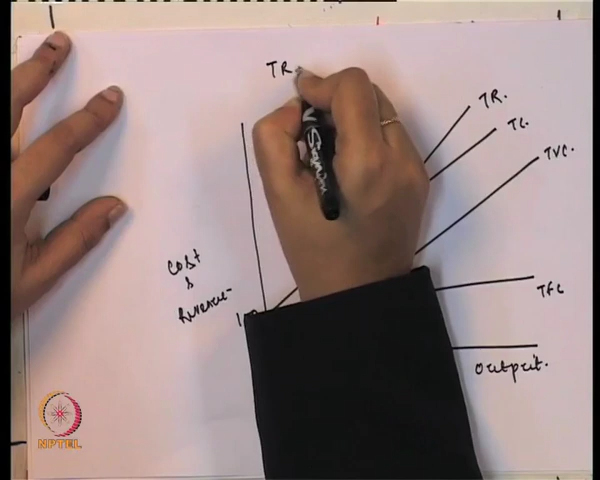 TR
TR.
TC.
TVC.
Cost
&
Revenue
TFC
Output.
NPTEL